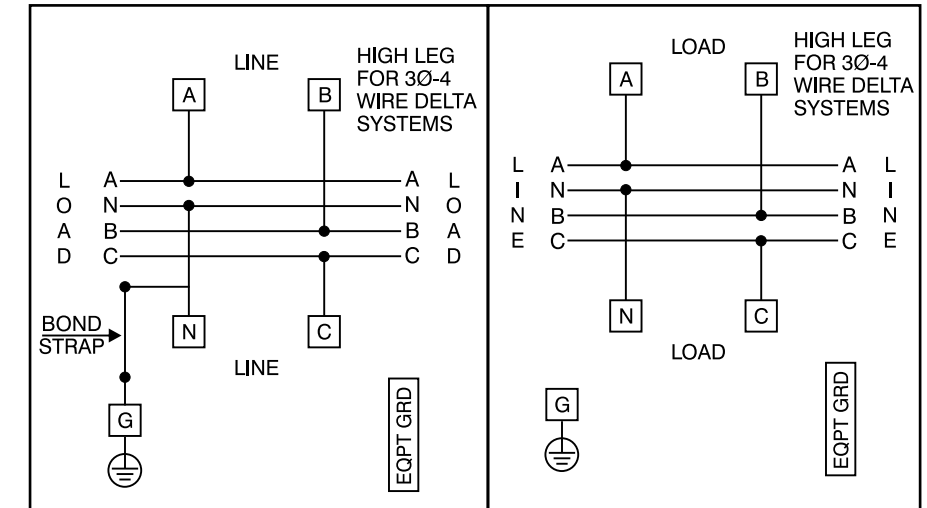 LINE
HIGH LEG
FOR 3Ø-4
WIRE DELTA
SYSTEMS
A
B
L A A L
O N N O
A B B A
D C C D
BOND
STRAP
N
C
LINE
G
EQPT GRD
LOAD
HIGH LEG
FOR 3Ø-4
WIRE DELTA
SYSTEMS
A
B
L A A L
I N N I
N B B N
E C C E
N
C
LOAD
G
EQPT GRD